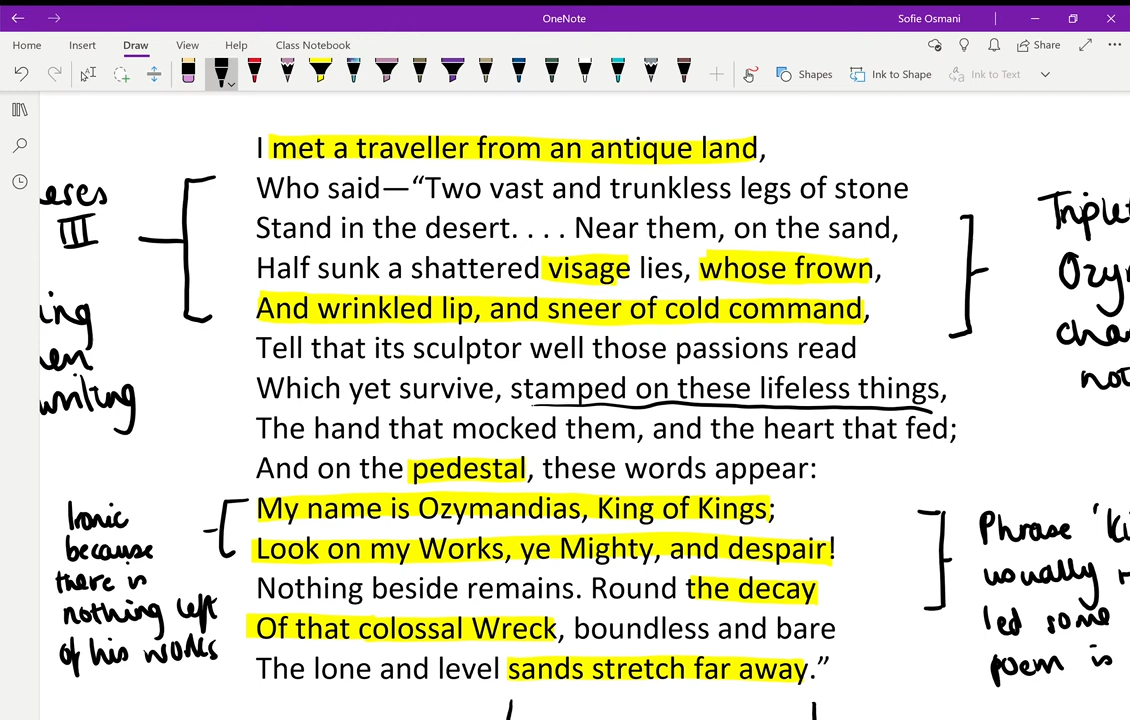 OneNote
Sofie Osmani
Home Insert Draw View Help Class Notebook
Share
Shapes Ink to Shape Ink to Text
I met a traveller from an antique land,
Who said—“Two vast and trunkless legs of stone
Stand in the desert. . . . Near them, on the sand,
Half sunk a shattered visage lies, whose frown,
And wrinkled lip, and sneer of cold command,
Tell that its sculptor well those passions read
Which yet survive, stamped on these lifeless things,
The hand that mocked them, and the heart that fed;
And on the pedestal, these words appear:
My name is Ozymandias, King of Kings;
Look on my Works, ye Mighty, and despair!
Nothing beside remains. Round the decay
Of that colossal Wreck, boundless and bare
The lone and level sands stretch far away.”
III
writing
Ironic
because
there is
nothing left
of his works
Triplet
Ozym
cha
not
Phrase 'Ki
usually
led some
poem is